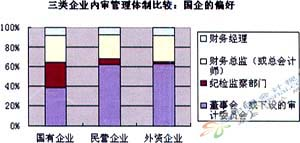 三类企业内审管理体制比较：国企的偏好
100%
80%
60%
40%
20%
0%
国有企业
民营企业
外资企业
财务经理
财务总监（或总会计
师）
纪检监察部门
董事会（或下设的审
计委员会）